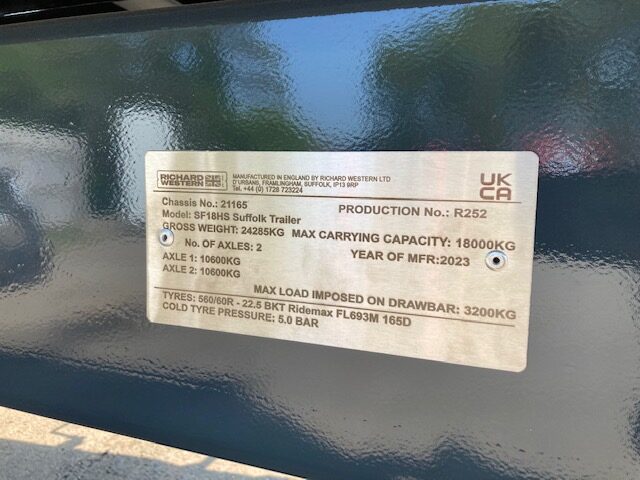 RICHARD WESTERN
MANUFACTURED IN ENGLAND BY RICHARD WESTERN LTD
D'URBANS, FRAMLINGHAM, SUFFOLK, IP13 9RP
Tel. +44 (0) 1728 723224
UK
CA
Chassis No.: 21165
PRODUCTION No.: R252
Model: SF18HS Suffolk Trailer
GROSS WEIGHT: 24285KG
MAX CARRYING CAPACITY: 18000KG
No. OF AXLES: 2
YEAR OF MFR:2023
AXLE 1: 10600KG
AXLE 2: 10600KG
MAX LOAD IMPOSED ON DRAWBAR: 3200KG
TYRES: 560/60R - 22.5 BKT Ridemax FL693M 165D
COLD TYRE PRESSURE: 5.0 BAR